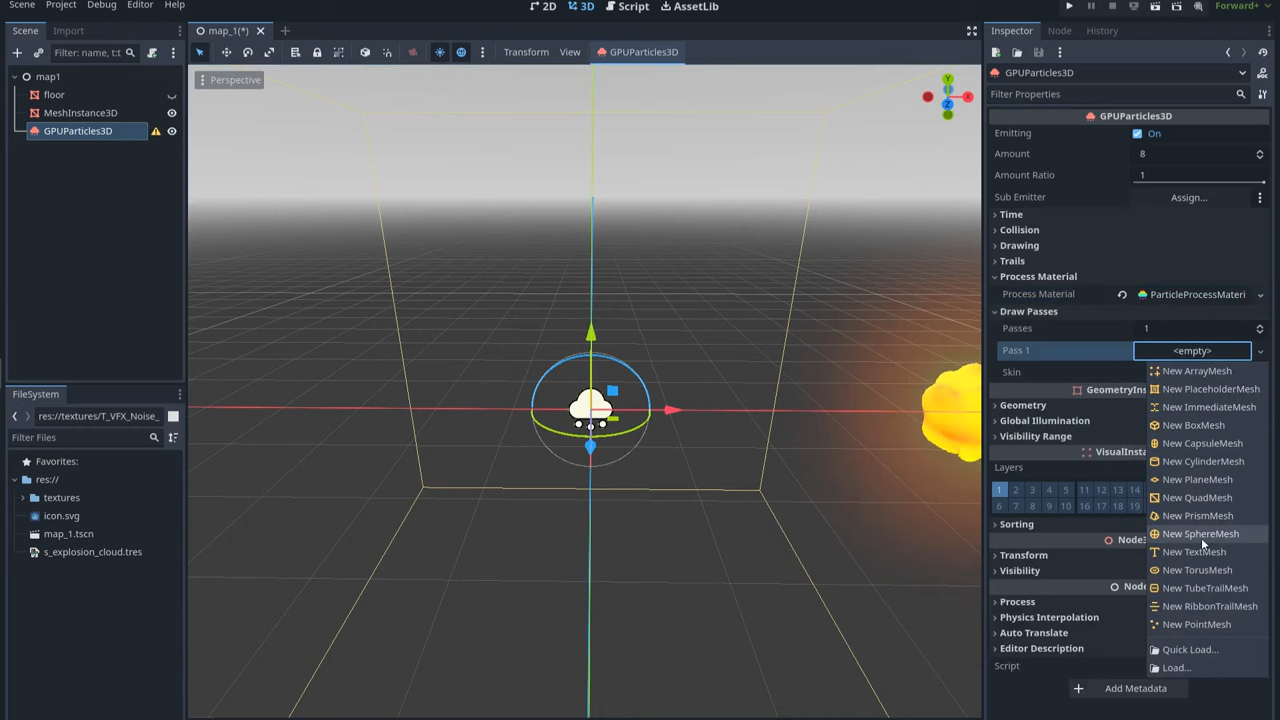 Scene Project Debug Editor Help
2D 3D Script AssetLib
Forward+
Scene Import
map_1(*)
Inspector Node History
Filter: name, t:t
Transform View GPUParticles3D
map1
floor
MeshInstance3D
GPUParticles3D
Perspective
Y
X
Z
GPUParticles3D
Filter Properties
GPUParticles3D
Emitting On
Amount 8
Amount Ratio 1
Sub Emitter Assign...
Time
Collision
Drawing
Trails
Process Material
Process Material ParticleProcessMateri
Draw Passes
Passes 1
Pass 1 <empty>
Skin
GeometryIns
Geometry
Global Illumination
Visibility Range
VisualInsta
Layers
1 2 3 4 5 11 12 13 14
6 7 8 9 10 16 17 18 19
Sorting
Node3
Transform
Visibility
Node
Process
Physics Interpolation
Auto Translate
Editor Description
Script
Add Metadata
New ArrayMesh
New PlaceholderMesh
New ImmediateMesh
New BoxMesh
New CapsuleMesh
New CylinderMesh
New PlaneMesh
New QuadMesh
New PrismMesh
New SphereMesh
New TextMesh
New TorusMesh
New TubeTrailMesh
New RibbonTrailMesh
New PointMesh
Quick Load...
Load...
FileSystem
res://textures/T_VFX_Noise_
Filter Files
Favorites:
res://
textures
icon.svg
map_1.tscn
s_explosion_cloud.tres